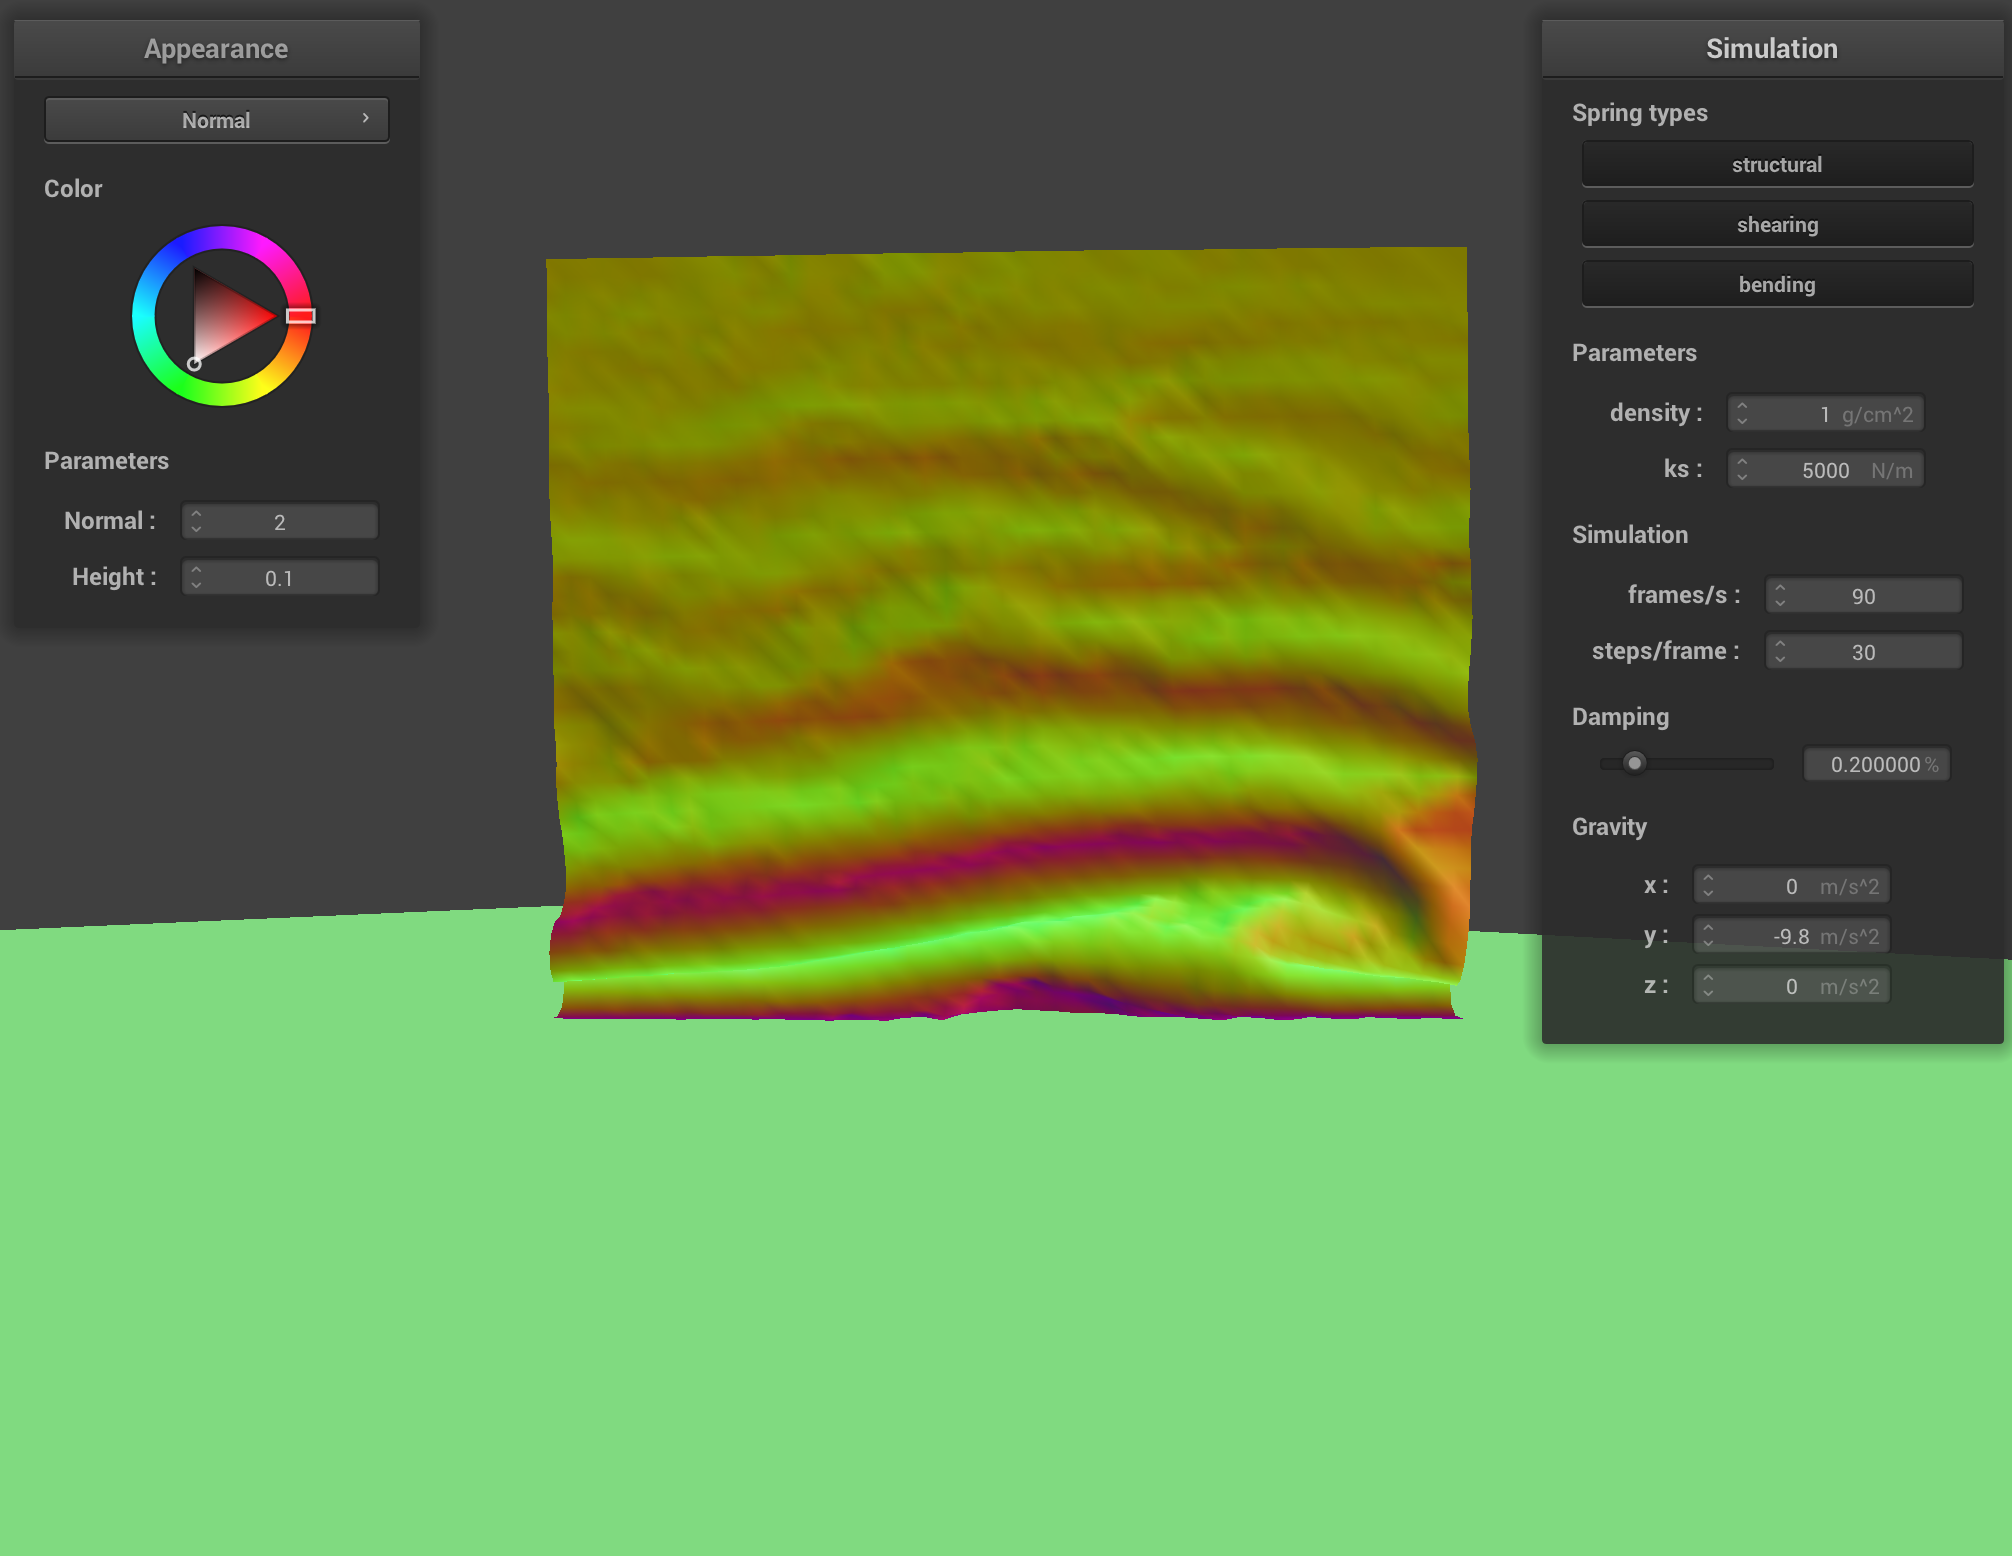 Appearance
Normal
Color
Parameters
Normal : 2
Height : 0.1
Simulation
Spring types
structural
shearing
bending
Parameters
density : 1 g/cm^2
ks : 5000 N/m
Simulation
frames/s : 90
steps/frame : 30
Damping
0.200000 %
Gravity
x : 0 m/s^2
y : -9.8 m/s^2
z : 0 m/s^2